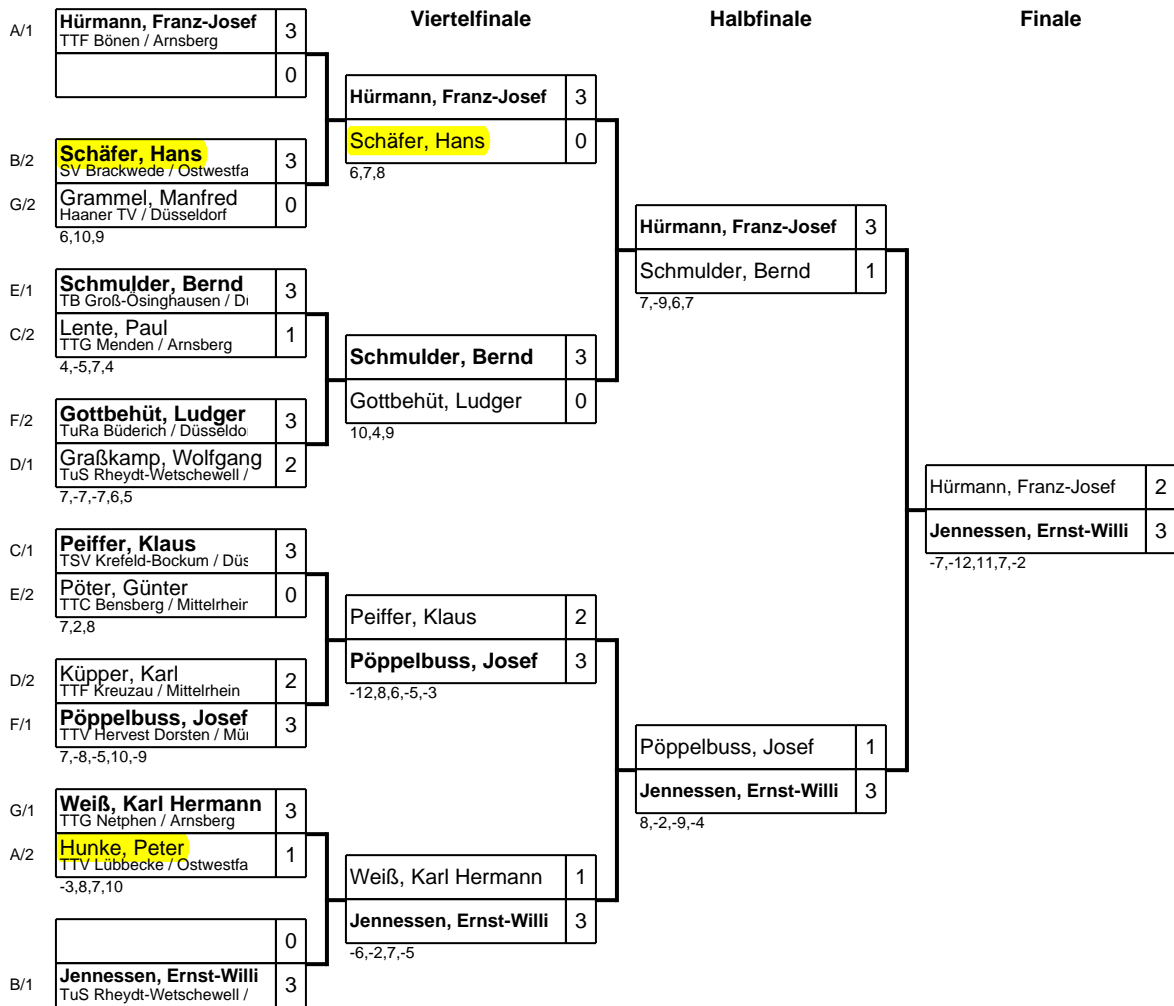 Viertelfinale
Halbfinale
Finale
A/1
Hürmann, Franz-Josef
3
TTF Bönen / Arnsberg
0
B/2
Schäfer, Hans
3
SV Brackwede / Ostwestfa
G/2
Grammel, Manfred
0
Haaner TV / Düsseldorf
6,10,9
E/1
Schmulder, Bernd
3
TB Groß-Ösinghausen /
C/2
Lente, Paul
1
TTG Menden / Arnsberg
4,-5,7,4
F/2
Gottbehüt, Ludger
3
TuRa Büderich / Düsseldo
D/1
Graßkamp, Wolfgang
2
TuS Rheydt-Wetschewell /
7,-7,-7,6,5
C/1
Peiffer, Klaus
3
TSV Krefeld-Bockum / Düs
E/2
Pöter, Günter
0
TTC Bensberg / Mittelrhein
7,2,8
D/2
Küpper, Karl
2
TTF Kreuzau / Mittelrhein
F/1
Pöppelbuss, Josef
3
TTV Hervest Dorsten /
7,-8,-5,10,-9
G/1
Weiß, Karl Hermann
3
TTG Netphen / Arnsberg
A/2
Hunke, Peter
1
TTV Lübbecke / Ostwestfa
-3,8,7,10
0
B/1
Jennessen, Ernst-Willi
3
TuS Rheydt-Wetschewell /
Hürmann, Franz-Josef
3
Schäfer, Hans
0
6,7,8
Schmulder, Bernd
3
Gottbehüt, Ludger
0
10,4,9
Peiffer, Klaus
2
Pöppelbuss, Josef
3
-12,8,6,-5,-3
Weiß, Karl Hermann
1
Jennessen, Ernst-Willi
3
-6,-2,7,-5
Hürmann, Franz-Josef
3
Schmulder, Bernd
1
7,-9,6,7
Pöppelbuss, Josef
1
Jennessen, Ernst-Willi
3
8,-2,-9,-4
Hürmann, Franz-Josef
2
Jennessen, Ernst-Willi
3
-7,-12,11,7,-2